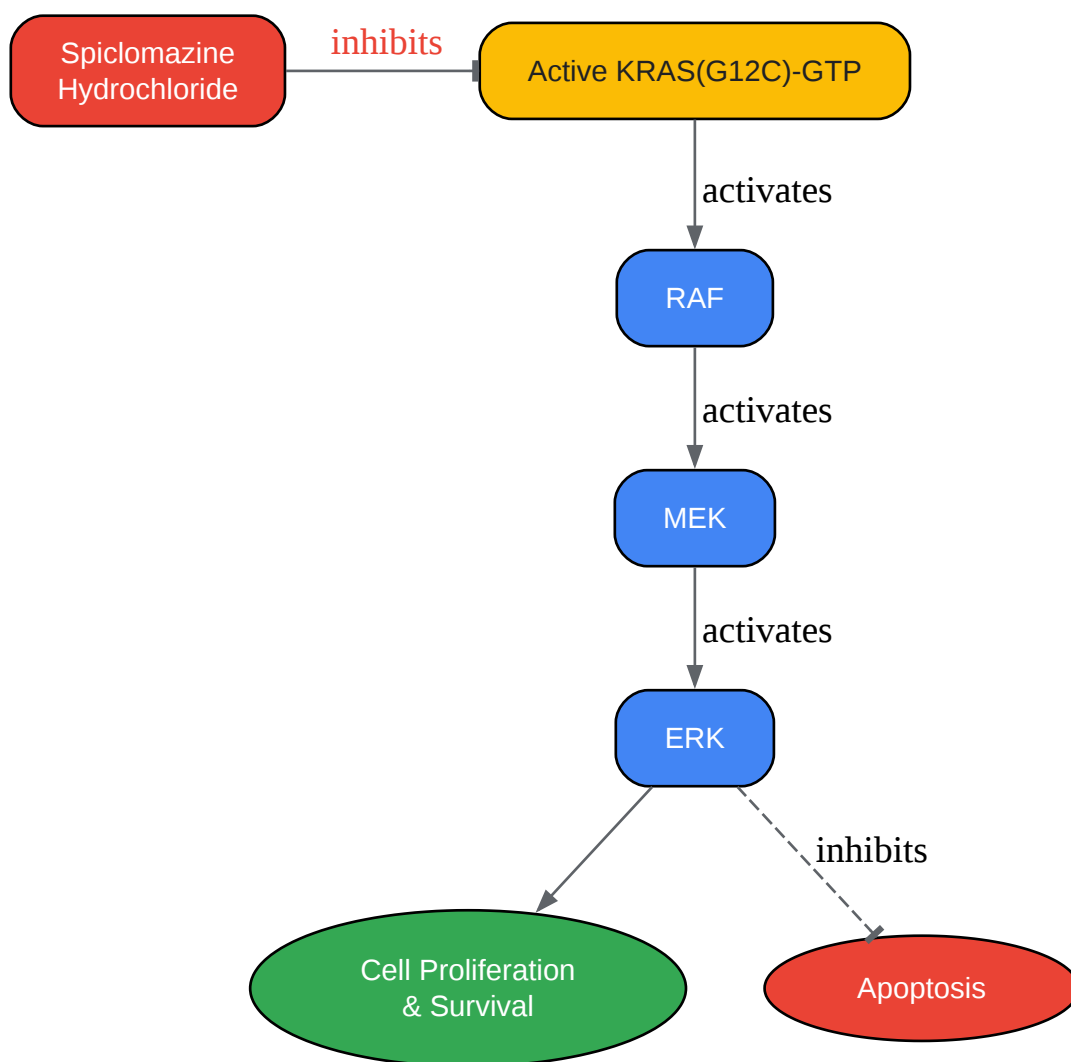 Spiclomazine
Hydrochloride
inhibits
Active KRAS(G12C)-GTP
activates
RAF
activates
MEK
activates
ERK
inhibits
Cell Proliferation
& Survival
Apoptosis